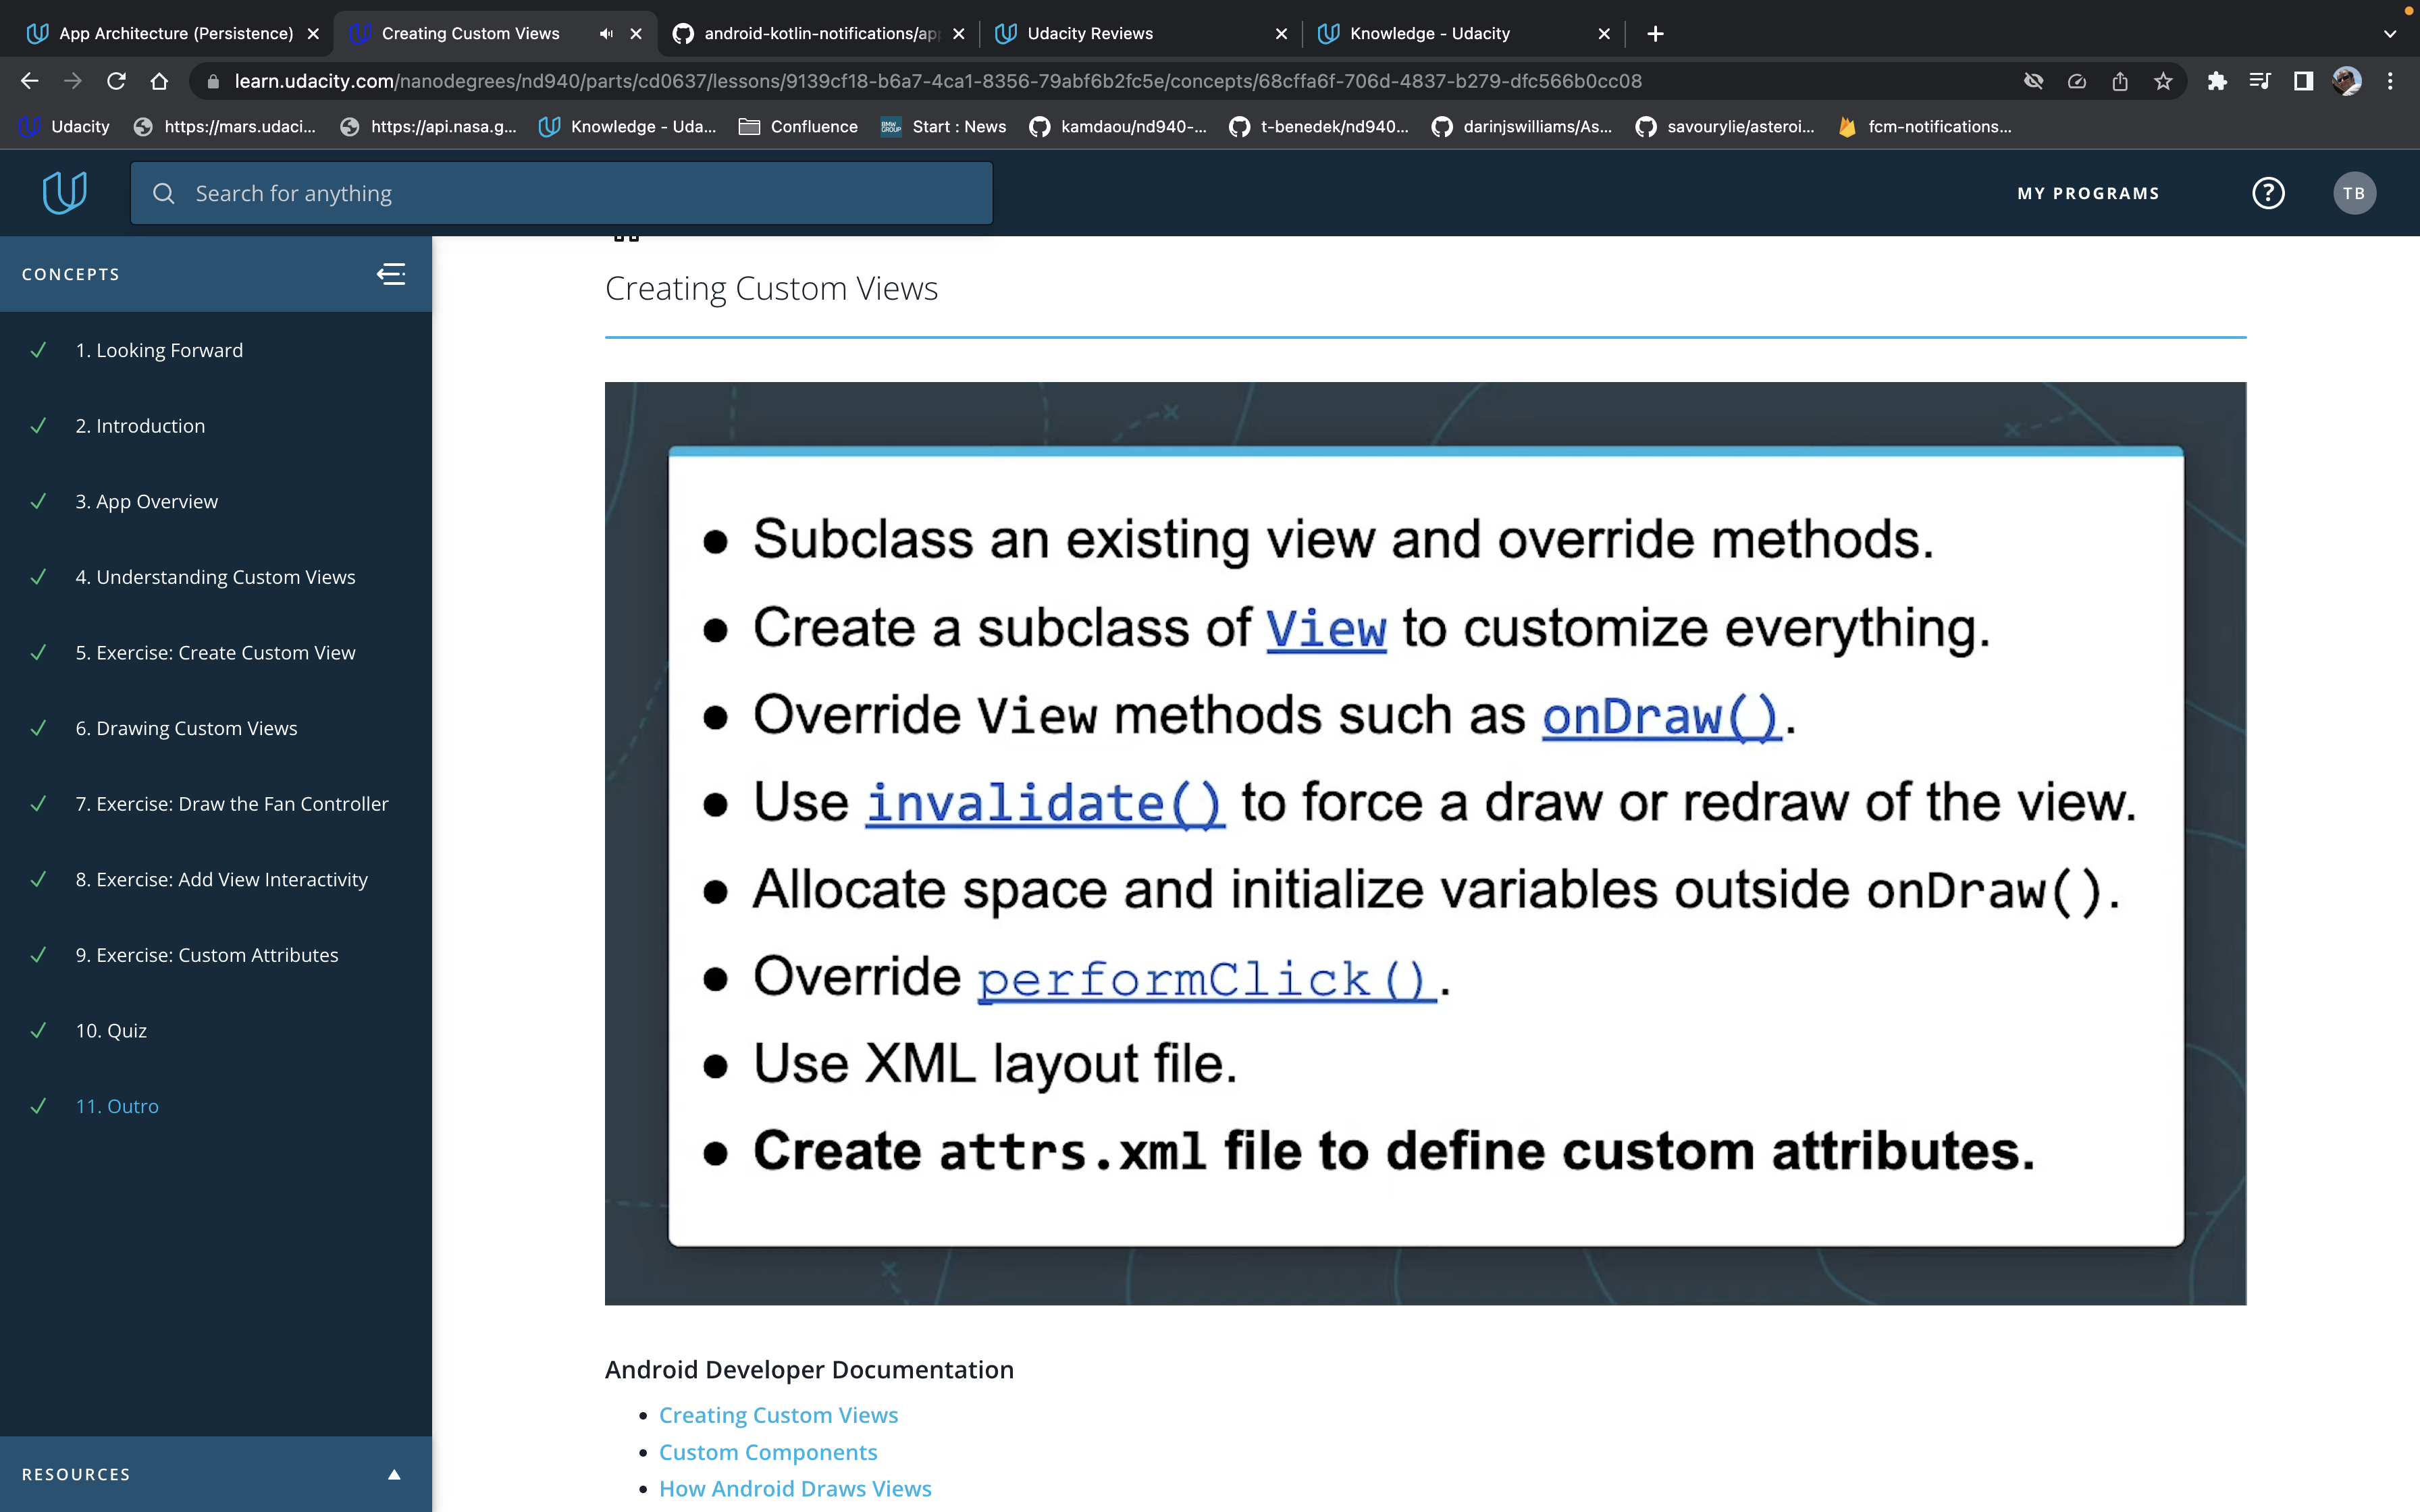 App Architecture (Persistence)
Creating Custom Views
android-kotlin-notifications/app
Udacity Reviews
Knowledge - Udacity
learn.udacity.com/nanodegrees/nd940/parts/cd0637/lessons/9139cf18-b6a7-4ca1-8356-79abf6b2fc5e/concepts/68cffa6f-706d-4837-b279-dfc566b0cc08
Udacity
https://mars.udaci...
https://api.nasa.g...
Knowledge - Uda...
Confluence
BMW GROUP
Start : News
kamdaou/nd940-...
t-benedek/nd940...
darinjswilliams/As...
savourylie/asteroi...
fcm-notifications...
Search for anything
MY PROGRAMS
?
TB
CONCEPTS
1. Looking Forward
2. Introduction
3. App Overview
4. Understanding Custom Views
5. Exercise: Create Custom View
6. Drawing Custom Views
7. Exercise: Draw the Fan Controller
8. Exercise: Add View Interactivity
9. Exercise: Custom Attributes
10. Quiz
11. Outro
RESOURCES
Creating Custom Views
● Subclass an existing view and override methods.
● Create a subclass of View to customize everything.
● Override View methods such as onDraw().
● Use invalidate() to force a draw or redraw of the view.
● Allocate space and initialize variables outside onDraw().
● Override performClick().
● Use XML layout file.
● Create attrs.xml file to define custom attributes.
Android Developer Documentation
• Creating Custom Views
• Custom Components
• How Android Draws Views